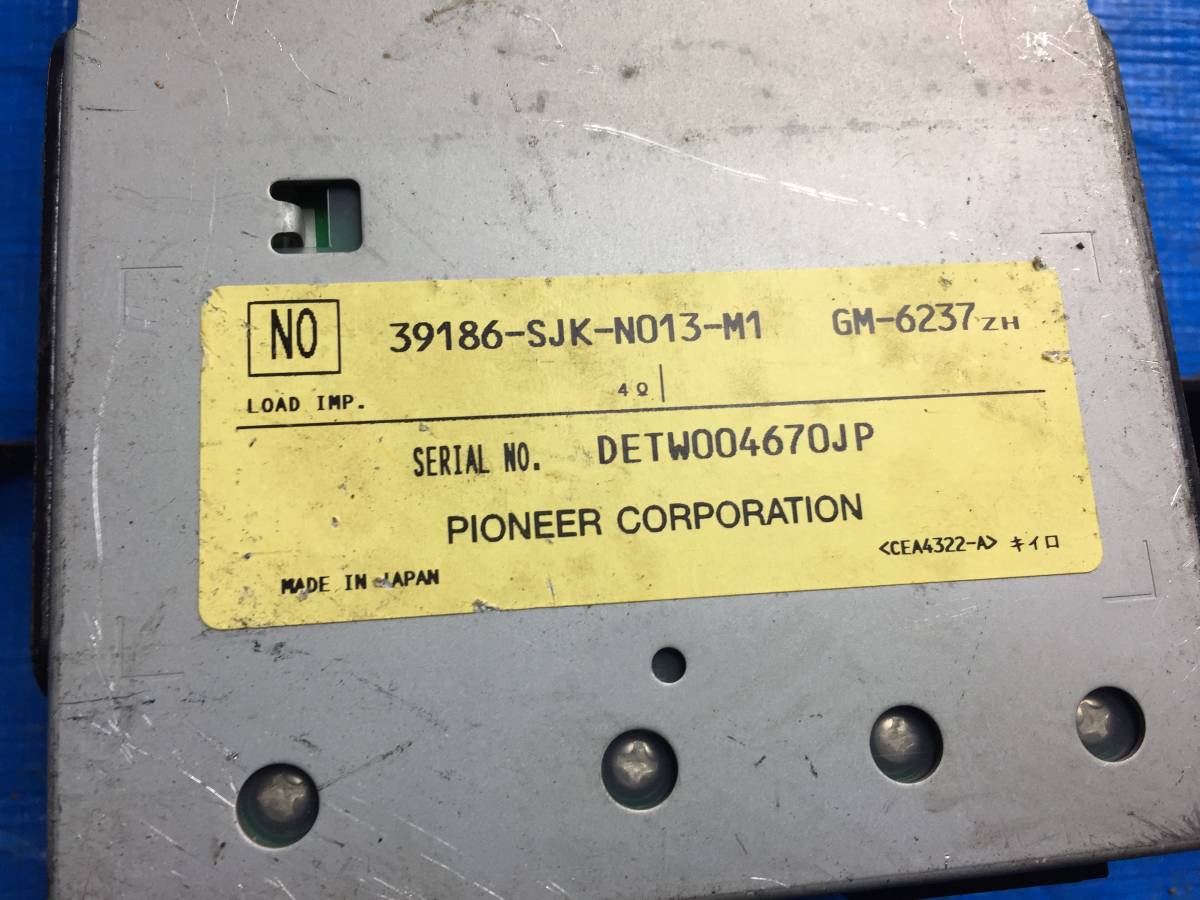 NO 39186-SJK-N013-M1 GM-6237ZH
LOAD IMP. 4Ω
SERIAL NO. DETW004670JP
PIONEER CORPORATION
<CEA4322-A> キイロ
MADE IN JAPAN